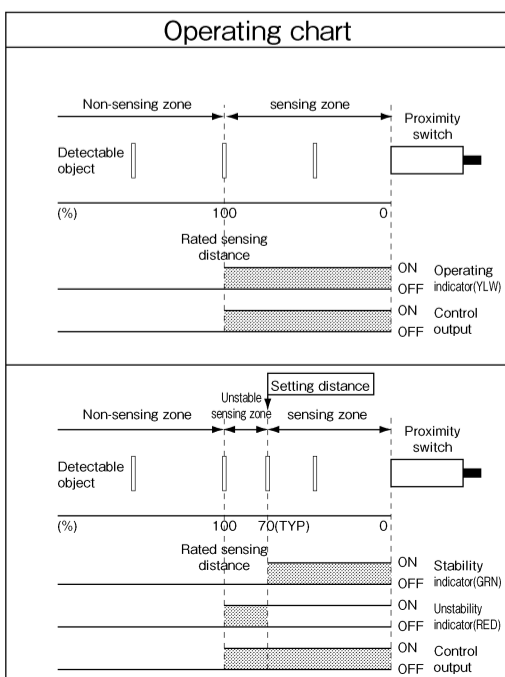 Operating chart
Non-sensing zone
sensing zone
Proximity
switch
Detectable
object
(%)
100
0
Rated sensing
distance
ON
OFF
Operating
indicator(YLW)
ON
OFF
Control
output
Setting distance
Unstable
sensing zone
Non-sensing zone
sensing zone
Proximity
switch
Detectable
object
(%)
100
70(TYP)
0
Rated sensing
distance
ON
OFF
Stability
indicator(GRN)
ON
OFF
Unstability
indicator(RED)
ON
OFF
Control
output